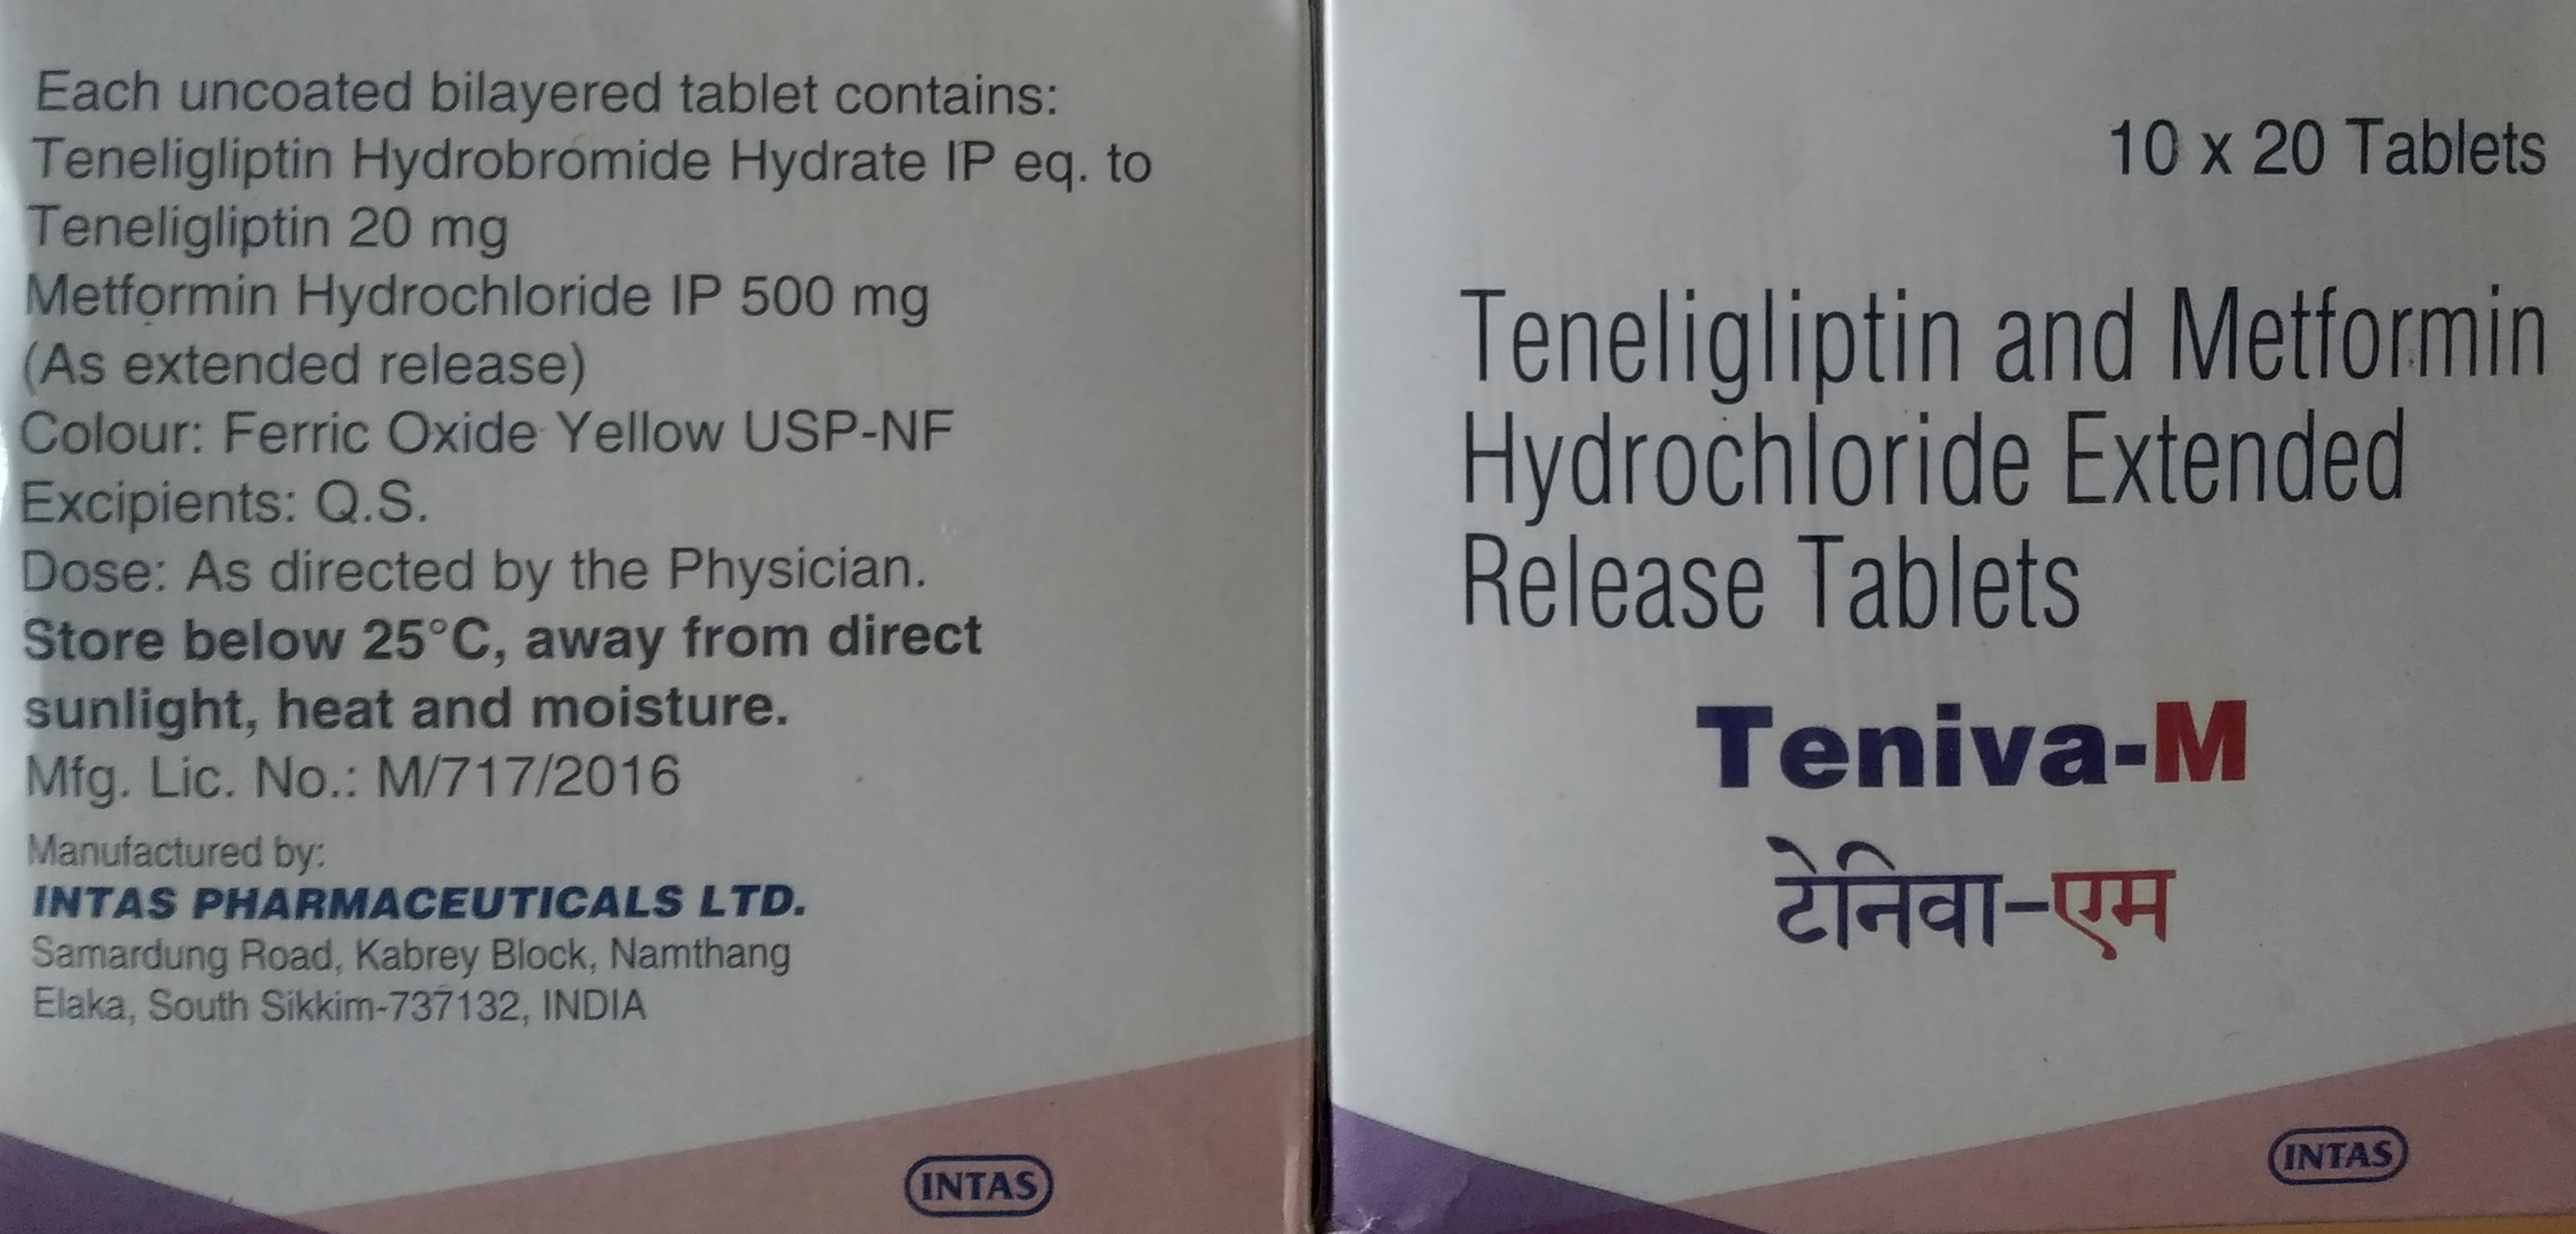 Each uncoated bilayered tablet contains:
Teneligliptin Hydrobromide Hydrate IP eq. to
Teneligliptin 20 mg
Metformin Hydrochloride IP 500 mg
(As extended release)
Colour: Ferric Oxide Yellow USP-NF
Excipients: Q.S.
Dose: As directed by the Physician.
Store below 25°C, away from direct
sunlight, heat and moisture.
Mfg. Lic. No.: M/717/2016
Manufactured by:
INTAS PHARMACEUTICALS LTD.
Samardung Road, Kabrey Block, Namthang
Elaka, South Sikkim-737132, INDIA
INTAS
10 x 20 Tablets
Teneligliptin and Metformin
Hydrochloride Extended
Release Tablets
Teniva-M
टेनिवा-एम
INTAS